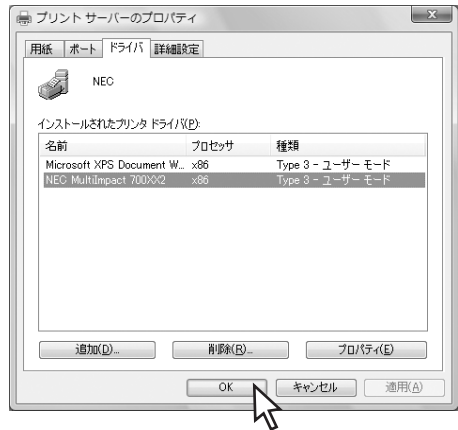 プリント サーバーのプロパティ
用紙 ポート ドライバ 詳細設定
NEC
インストールされたプリンタ ドライバ(P):
名前 プロセッサ 種類
Microsoft XPS Document W... x86 Type 3 - ユーザー モード
NEC MultiImpact 700XX2 x86 Type 3 - ユーザー モード
追加(D)... 削除(R)... プロパティ(E)
OK キャンセル 適用(A)